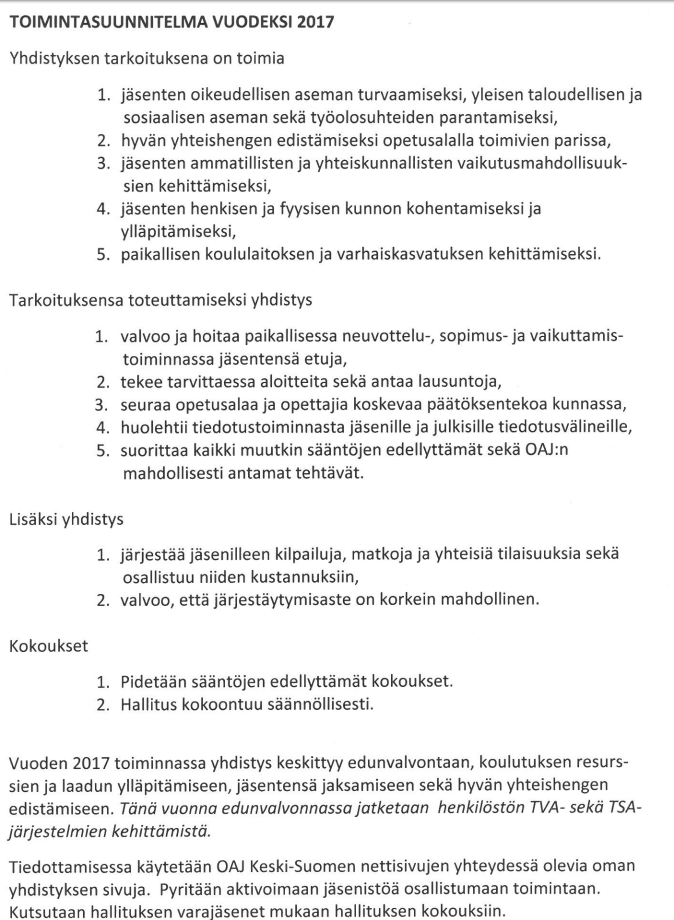 TOIMINTASUUNNITELMA VUODEKSI 2017
Yhdistyksen tarkoituksena on toimia
1. jäsenten oikeudellisen aseman turvaamiseksi, yleisen taloudellisen ja
sosiaalisen aseman sekä työolosuhteiden parantamiseksi,
2. hyvän yhteishengen edistämiseksi opetusalalla toimivien parissa,
3. jäsenten ammatillisten ja yhteiskunnallisten vaikutusmahdollisuuk-
sien kehittämiseksi,
4. jäsenten henkisen ja fyysisen kunnon kohentamiseksi ja
ylläpitämiseksi,
5. paikallisen koululaitoksen ja varhaiskasvatuksen kehittämiseksi.
Tarkoituksensa toteuttamiseksi yhdistys
1. valvoo ja hoitaa paikallisessa neuvottelu-, sopimus- ja vaikuttamis-
toiminnassa jäsentensä etuja,
2. tekee tarvittaessa aloitteita sekä antaa lausuntoja,
3. seuraa opetusalaa ja opettajia koskevaa päätöksentekoa kunnassa,
4. huolehtii tiedotustoiminnasta jäsenille ja julkisille tiedotusvälineille,
5. suorittaa kaikki muutkin sääntöjen edellyttämät sekä OAJ:n
mahdollisesti antamat tehtävät.
Lisäksi yhdistys
1. järjestää jäsenilleen kilpailuja, matkoja ja yhteisiä tilaisuuksia sekä
osallistuu niiden kustannuksiin,
2. valvoo, että järjestäytymisaste on korkein mahdollinen.
Kokoukset
1. Pidetään sääntöjen edellyttämät kokoukset.
2. Hallitus kokoontuu säännöllisesti.
Vuoden 2017 toiminnassa yhdistys keskittyy edunvalvontaan, koulutuksen resurs-
sien ja laadun ylläpitämiseen, jäsentensä jaksamiseen sekä hyvän yhteishengen
edistämiseen. Tänä vuonna edunvalvonnassa jatketaan henkilöstön TVA- sekä TSA-
järjestelmien kehittämistä.
Tiedottamisessa käytetään OAJ Keski-Suomen nettisivujen yhteydessä olevia oman
yhdistyksen sivuja. Pyritään aktivoimaan jäsenistöä osallistumaan toimintaan.
Kutsutaan hallituksen varajäsenet mukaan hallituksen kokouksiin.